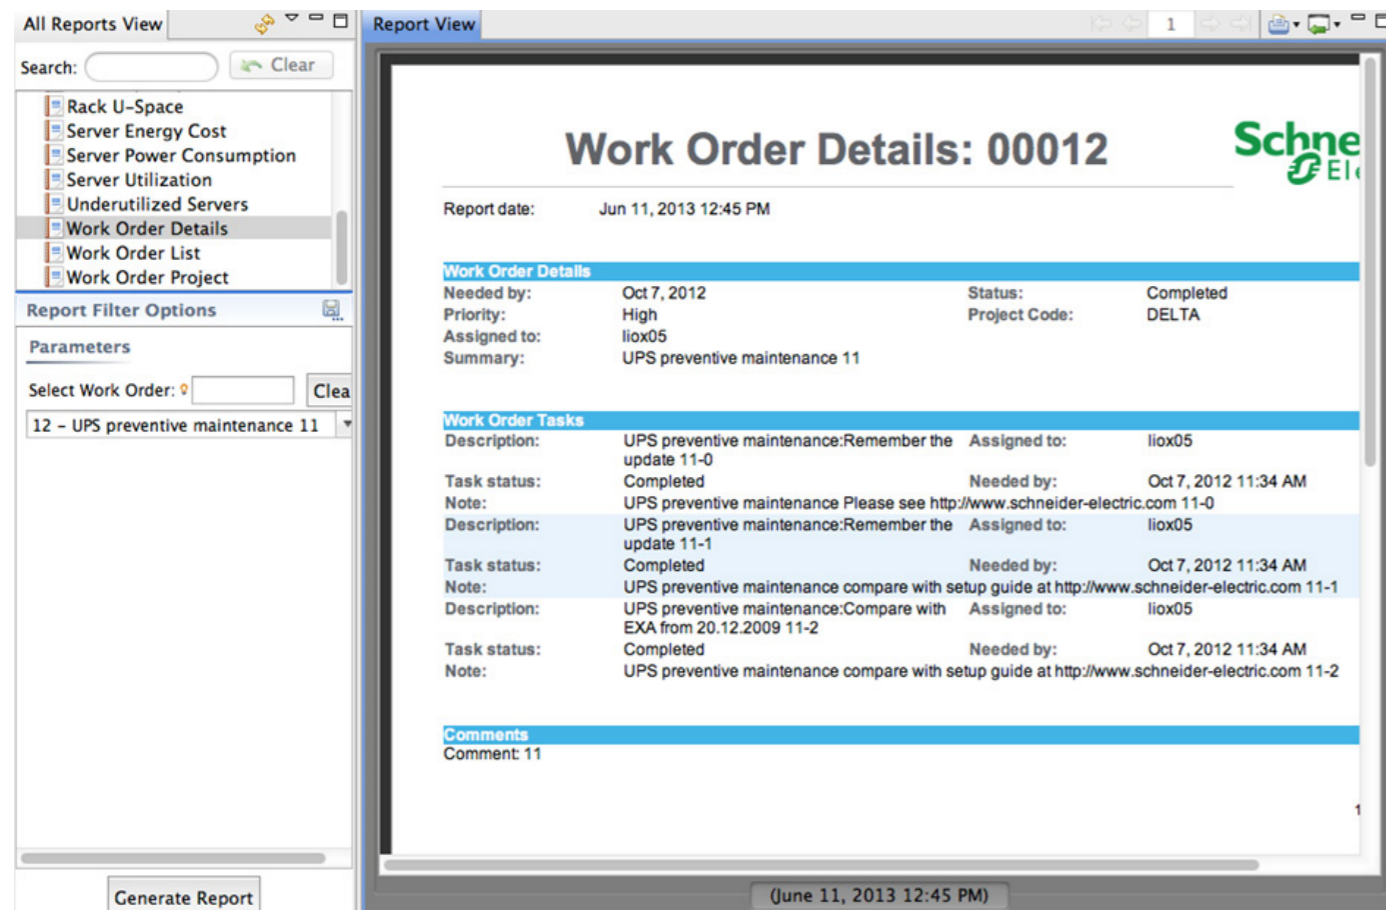 All Reports View
Search:
Clear
Rack U-Space
Server Energy Cost
Server Power Consumption
Server Utilization
Underutilized Servers
Work Order Details
Work Order List
Work Order Project
Report Filter Options
Parameters
Select Work Order:
Clea
12 - UPS preventive maintenance 11
Generate Report
Report View
1
Work Order Details: 00012
Schne
Ele
Report date: Jun 11, 2013 12:45 PM
Work Order Details
Needed by: Oct 7, 2012 Status: Completed
Priority: High Project Code: DELTA
Assigned to: liox05
Summary: UPS preventive maintenance 11
Work Order Tasks
Description: UPS preventive maintenance:Remember the Assigned to: liox05
update 11-0
Task status: Completed Needed by: Oct 7, 2012 11:34 AM
Note: UPS preventive maintenance Please see http://www.schneider-electric.com 11-0
Description: UPS preventive maintenance:Remember the Assigned to: liox05
update 11-1
Task status: Completed Needed by: Oct 7, 2012 11:34 AM
Note: UPS preventive maintenance compare with setup guide at http://www.schneider-electric.com 11-1
Description: UPS preventive maintenance:Compare with Assigned to: liox05
EXA from 20.12.2009 11-2
Task status: Completed Needed by: Oct 7, 2012 11:34 AM
Note: UPS preventive maintenance compare with setup guide at http://www.schneider-electric.com 11-2
Comments
Comment: 11
1
(June 11, 2013 12:45 PM)